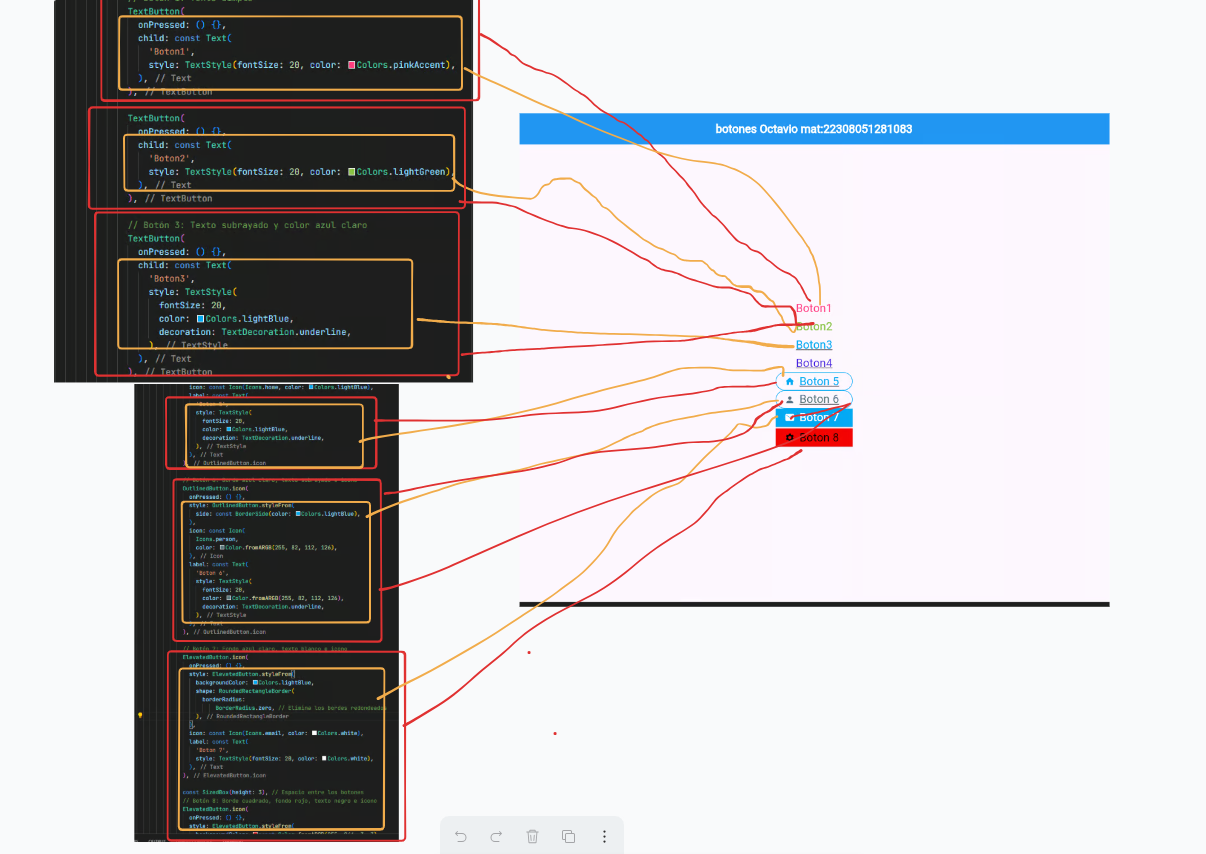 TextButton(
onPressed: () {},
child: const Text(
'Boton1',
style: TextStyle(fontSize: 20, color: Colors.pinkAccent),
), // Text
), // TextButton
TextButton(
onPressed: () {},
child: const Text(
'Boton2',
style: TextStyle(fontSize: 20, color: Colors.lightGreen),
), // Text
), // TextButton
// Botón 3: Texto subrayado y color azul claro
TextButton(
onPressed: () {},
child: const Text(
'Boton3',
style: TextStyle(
fontSize: 20,
color: Colors.lightBlue,
decoration: TextDecoration.underline,
), // TextStyle
), // Text
), // TextButton
icon: const Icon(Icons.home, color: Colors.lightBlue),
label: const Text(
style: TextStyle(
fontSize: 20,
color: Colors.lightBlue,
decoration: TextDecoration.underline,
), // TextStyle
), // Text
), // OutlinedButton.icon
OutlinedButton.icon(
onPressed: () {},
style: OutlinedButton.styleFrom(
side: const BorderSide(color: Colors.lightBlue),
),
icon: const Icon(
Icons.person,
color: Color.fromARGB(255, 82, 112, 126),
), // Icon
label: const Text(
'Boton 6',
style: TextStyle(
fontSize: 20,
color: Color.fromARGB(255, 82, 112, 126),
decoration: TextDecoration.underline,
), // TextStyle
), // Text
), // OutlinedButton.icon
// Botón 7: Fondo azul claro, texto blanco e icono
ElevatedButton.icon(
onPressed: () {},
style: ElevatedButton.styleFrom(
backgroundColor: Colors.lightBlue,
shape: RoundedRectangleBorder(
borderRadius:
BorderRadius.zero, // Elimina los bordes redondeados
), // RoundedRectangleBorder
),
icon: const Icon(Icons.email, color: Colors.white),
label: const Text(
'Boton 7',
style: TextStyle(fontSize: 20, color: Colors.white),
), // Text
), // ElevatedButton.icon
const SizedBox(height: 3), // Espacio entre los botones
// Botón 8: Borde cuadrado, fondo rojo, texto negro e icono
ElevatedButton.icon(
onPressed: () {},
style: ElevatedButton.styleFrom(
botones Octavio mat:22308051281083
Boton1
Boton2
Boton3
Boton4
Boton 5
Boton 6
Boton 7
Boton 8